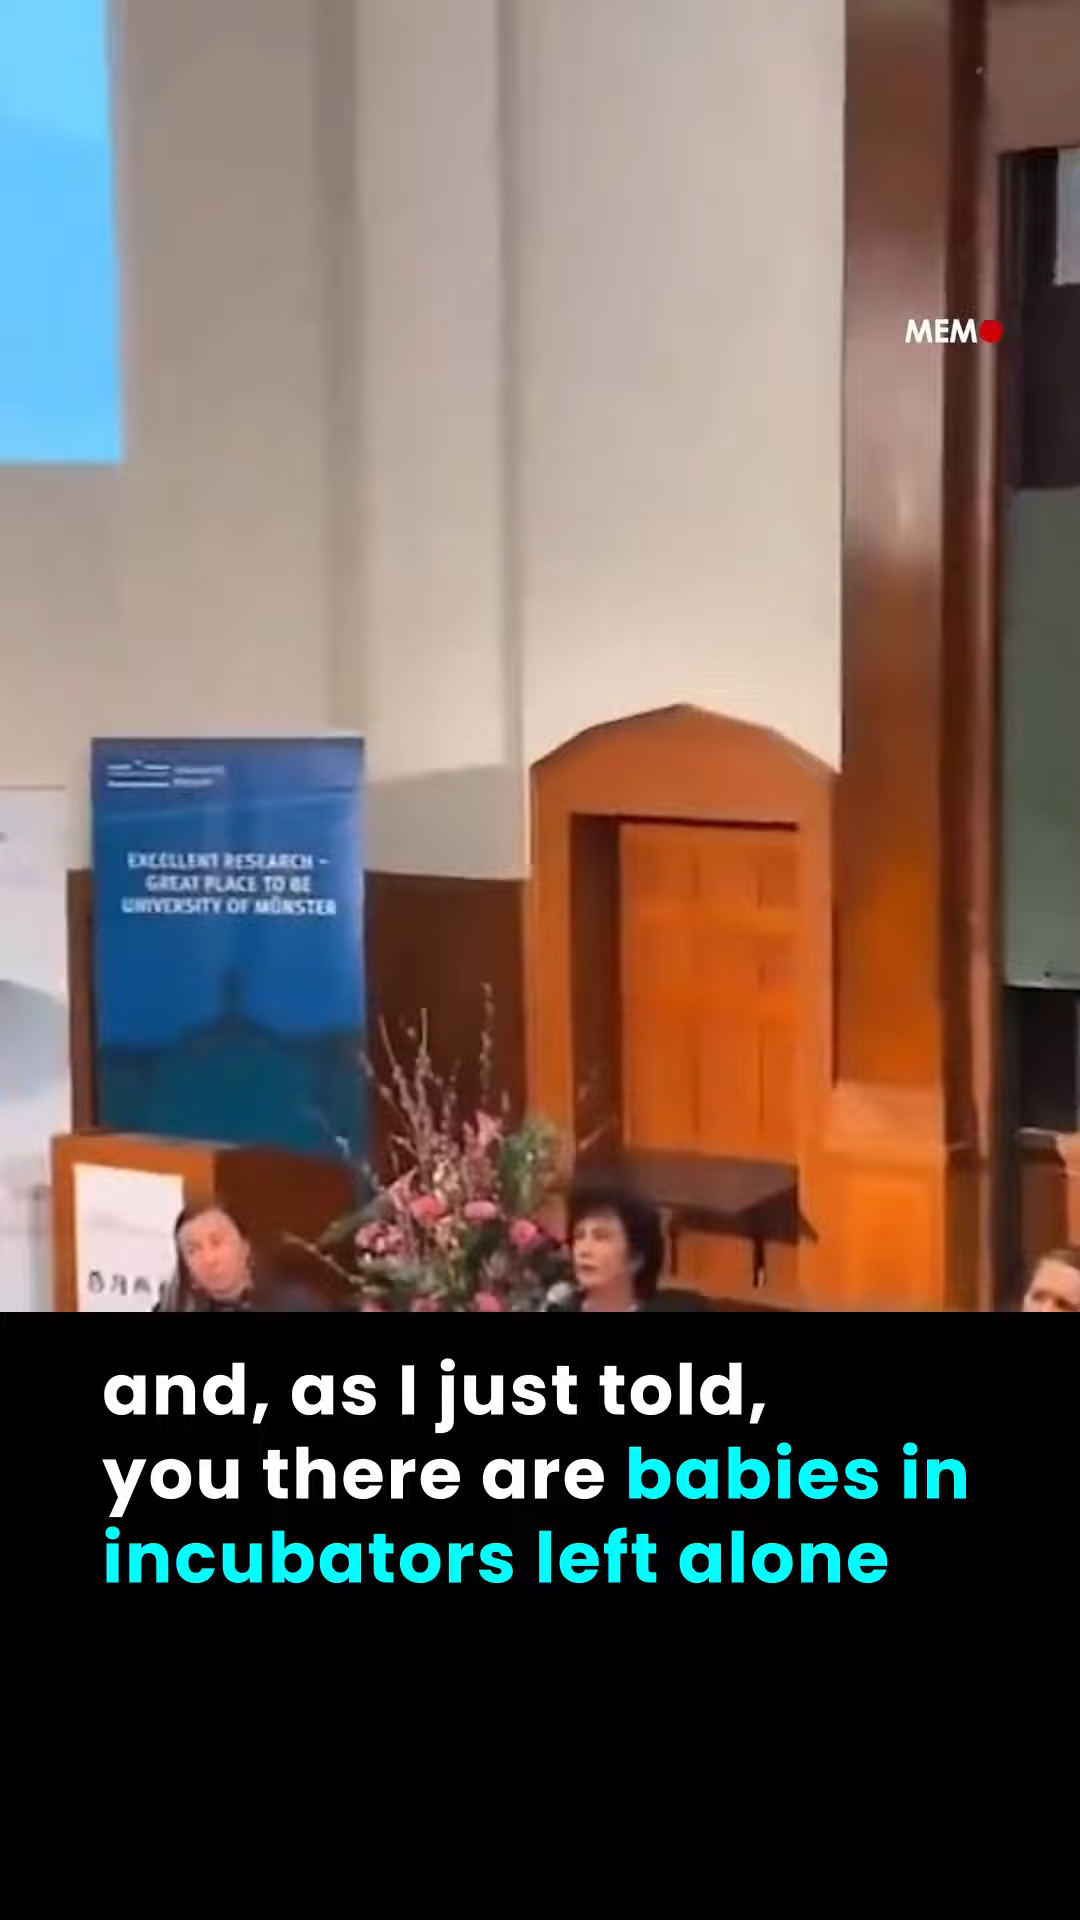 MEMO
EXCELLENT RESEARCH –
GREAT PLACE TO BE
UNIVERSITY OF MÜNSTER
and, as I just told,
you there are babies in
incubators left alone